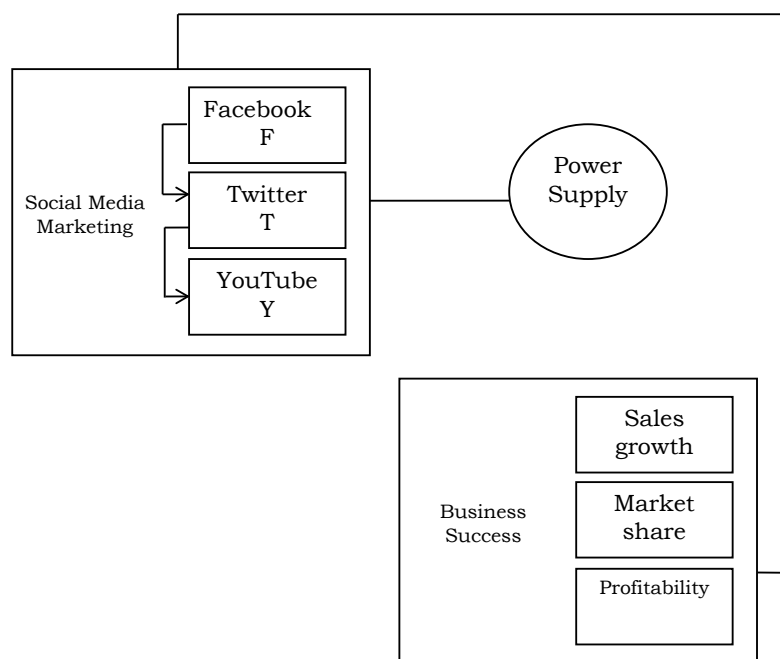 Facebook
F
Social Media
Marketing
Twitter
T
YouTube
Y
Power
Supply
Business
Success
Sales
growth
Market
share
Profitability